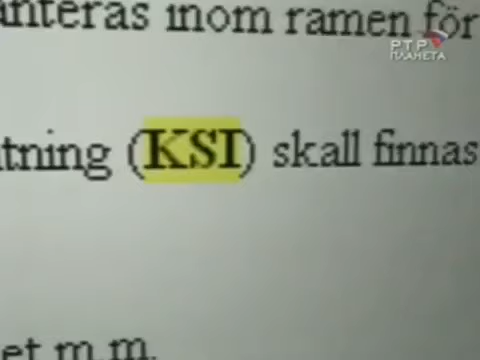 anteras inom ramen för
РТР
ПЛАНЕТА
tning (KSI) skall finnas
et m.m.